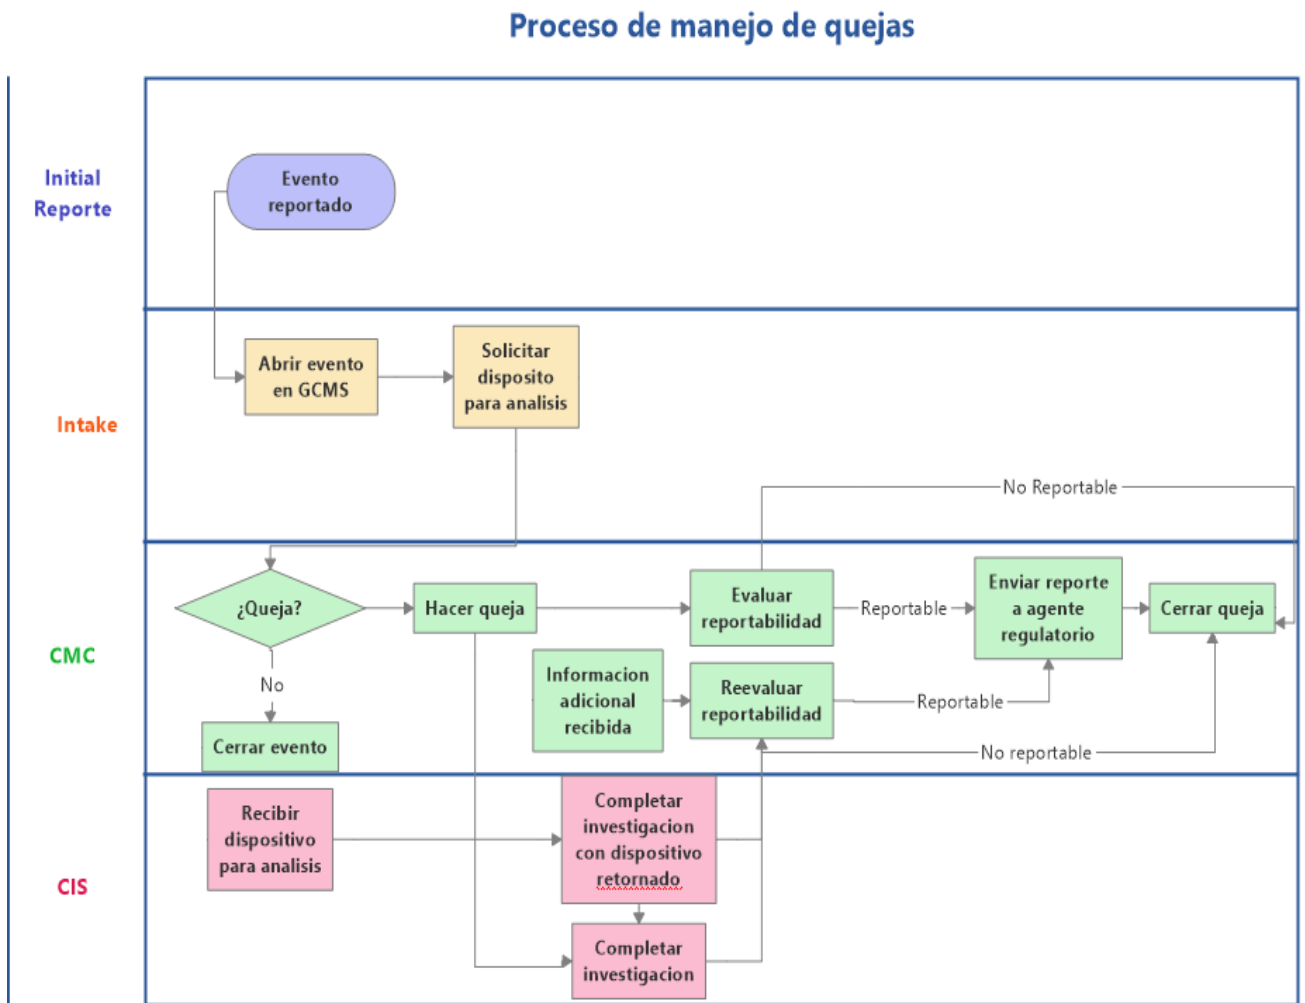 Proceso de manejo de quejas
Initial
Reporte
Evento
reportado
Intake
Abrir evento
en GCMS
Solicitar
disposito
para analisis
No Reportable
CMC
¿Queja?
Hacer queja
Evaluar
reportabilidad
Reportable
Enviar reporte
a agente
regulatorio
Cerrar queja
No
Informacion
adicional
recibida
Reevaluar
reportabilidad
Reportable
Cerrar evento
No reportable
CIS
Recibir
dispositivo
para analisis
Completar
investigacion
con dispositivo
retornado
Completar
investigacion